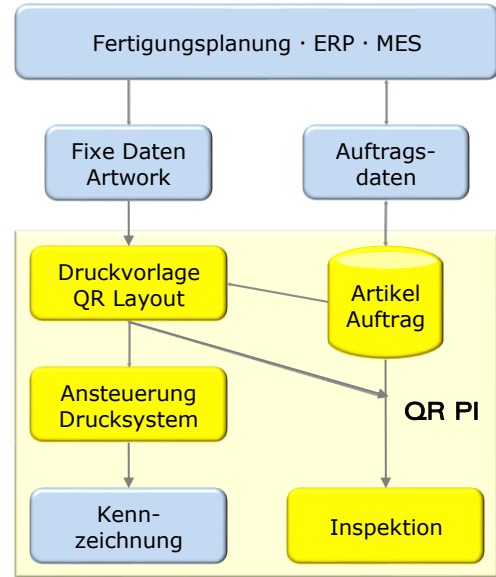 Fertigungsplanung · ERP · MES
Fixe Daten
Artwork
Auftrags-
daten
Druckvorlage
QR Layout
Artikel
Auftrag
Ansteuerung
Drucksystem
QR PI
Kenn-
zeichnung
Inspektion